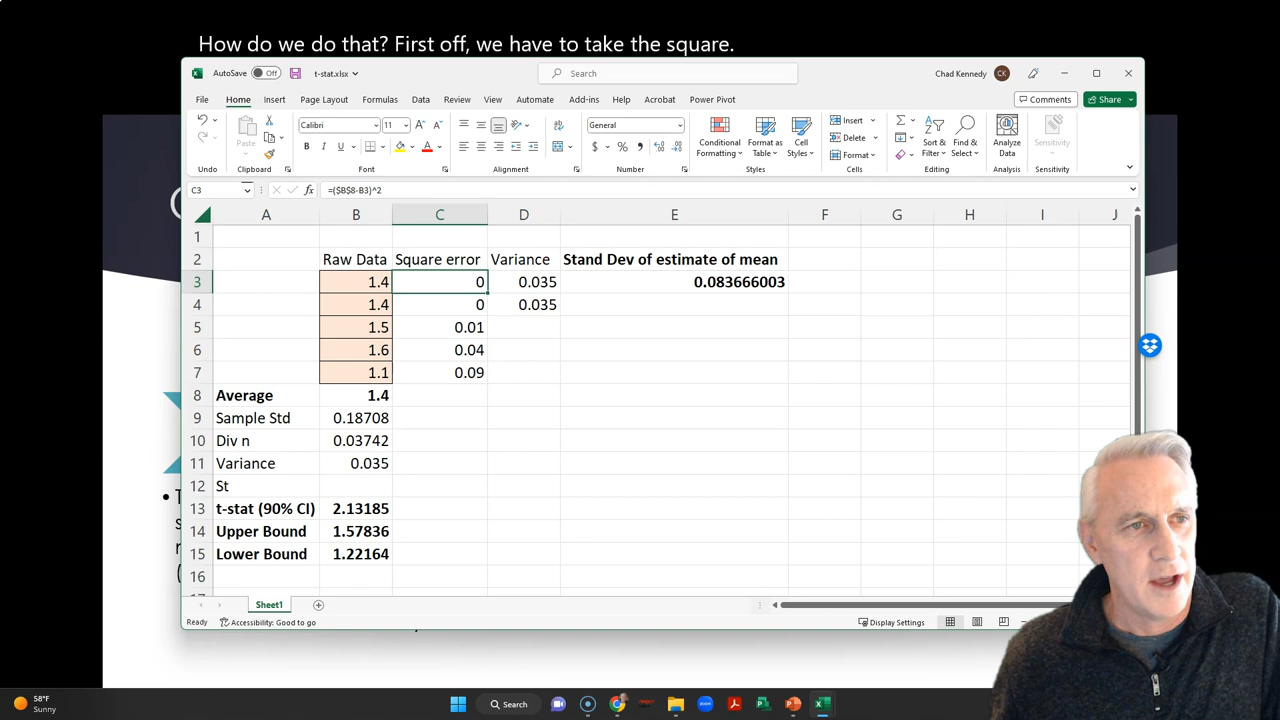 How do we do that? First off, we have to take the square.
AutoSave Off t-stat.xlsx Search Chad Kennedy CK
File Home Insert Page Layout Formulas Data Review View Automate Add-ins Help Acrobat Power Pivot Comments Share
Calibri 11 General Insert
Paste B I U A $ % Conditional Formatting Format as Table Cell Styles Delete Format Sort & Filter Find & Select Analyze Data Sensitivity
Undo Clipboard Font Alignment Number Styles Cells Editing Analysis Sensitivity
C3 fx =($B$8-B3)^2
A B C D E F G H I J
1
2 Raw Data Square error Variance Stand Dev of estimate of mean
3 1.4 0 0.035 0.083666003
4 1.4 0 0.035
5 1.5 0.01
6 1.6 0.04
7 1.1 0.09
8 Average 1.4
9 Sample Std 0.18708
10 Div n 0.03742
11 Variance 0.035
12 St
13 t-stat (90% CI) 2.13185
14 Upper Bound 1.57836
15 Lower Bound 1.22164
16
Sheet1
Ready Accessibility: Good to go Display Settings
58°F
Sunny
Search